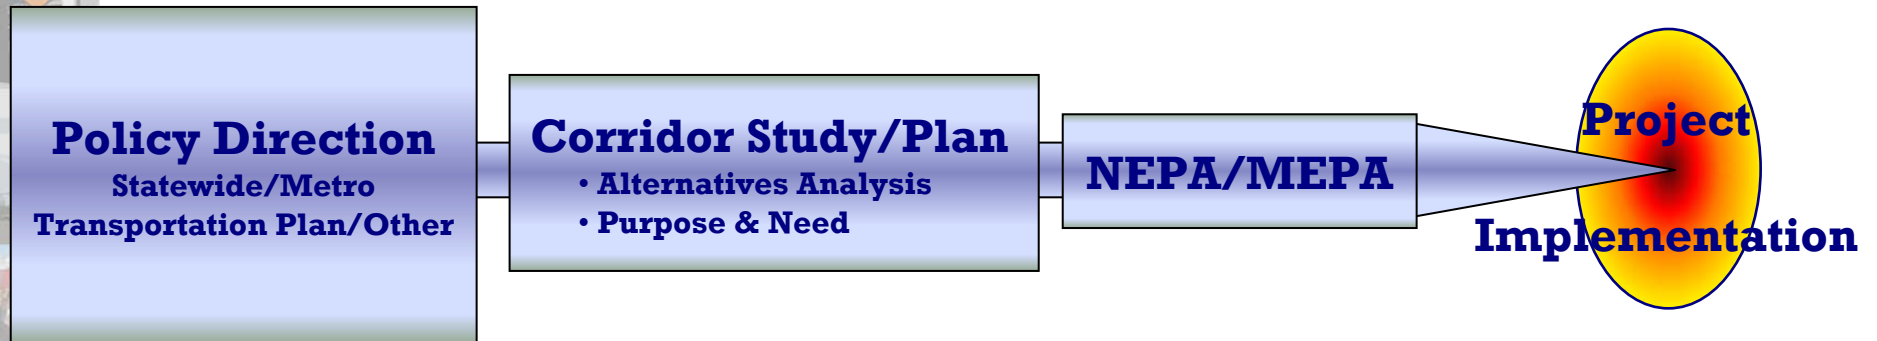 Policy Direction
Statewide/Metro
Transportation Plan/Other
Corridor Study/Plan
• Alternatives Analysis
• Purpose & Need
NEPA/MEPA
Project
Implementation